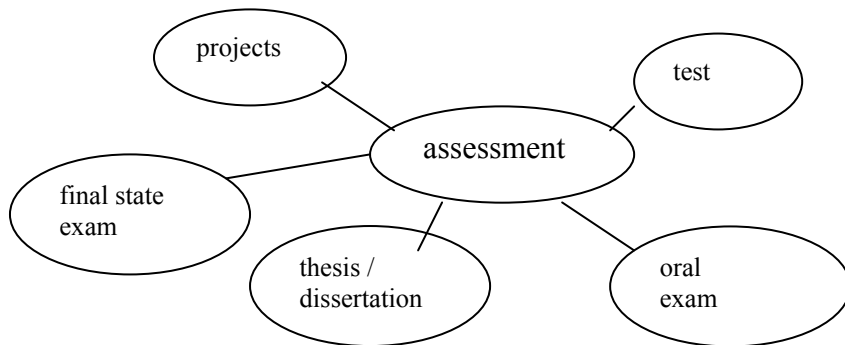 projects
test
assessment
final state
exam
thesis /
dissertation
oral
exam